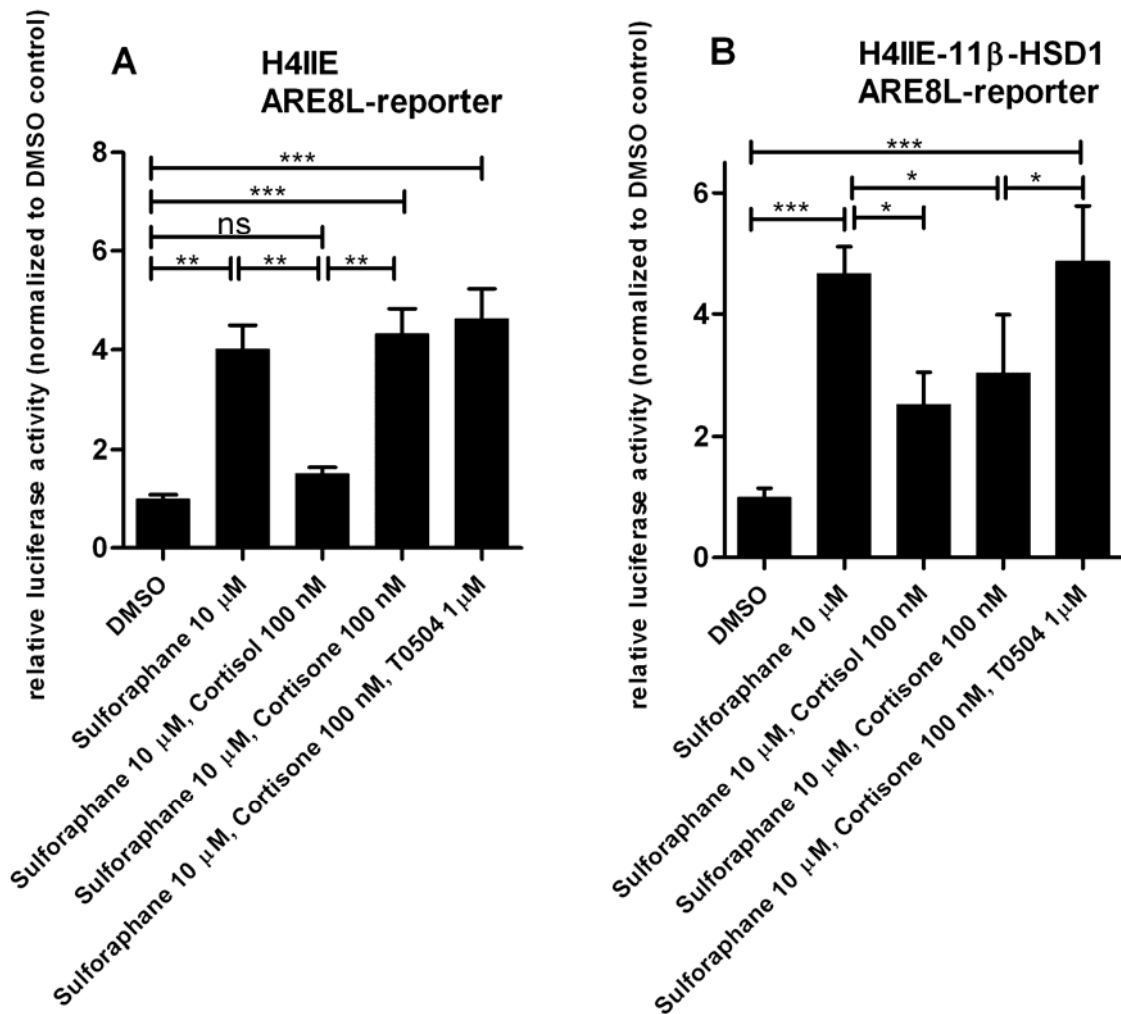 A
H4IIE
ARE8L-reporter
relative luciferase activity (normalized to DMSO control)
8
6
4
2
0
***
***
ns
** ** **
DMSO
Sulforaphane 10 μM
Sulforaphane 10 μM, Cortisol 100 nM
Sulforaphane 10 μM, Cortisone 100 nM
Sulforaphane 10 μM, Cortisone 100 nM, T0504 1μM
B
H4IIE-11β-HSD1
ARE8L-reporter
relative luciferase activity (normalized to DMSO control)
6
4
2
0
***
* *
*** *
DMSO
Sulforaphane 10 μM
Sulforaphane 10 μM, Cortisol 100 nM
Sulforaphane 10 μM, Cortisone 100 nM
Sulforaphane 10 μM, Cortisone 100 nM, T0504 1μM